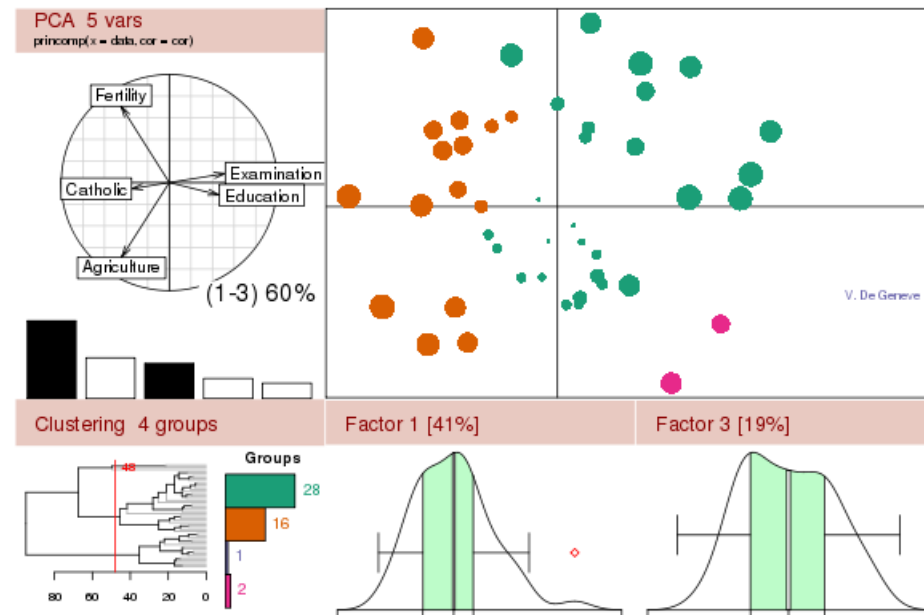 PCA 5 vars
princomp(x = data, cor = cor)
Fertility
Examination
Catholic
Education
Agriculture
(1-3) 60%
V. De Geneve
Clustering 4 groups
Factor 1 [41%]
Factor 3 [19%]
Groups
48
28
16
1
2
80 60 40 20 0